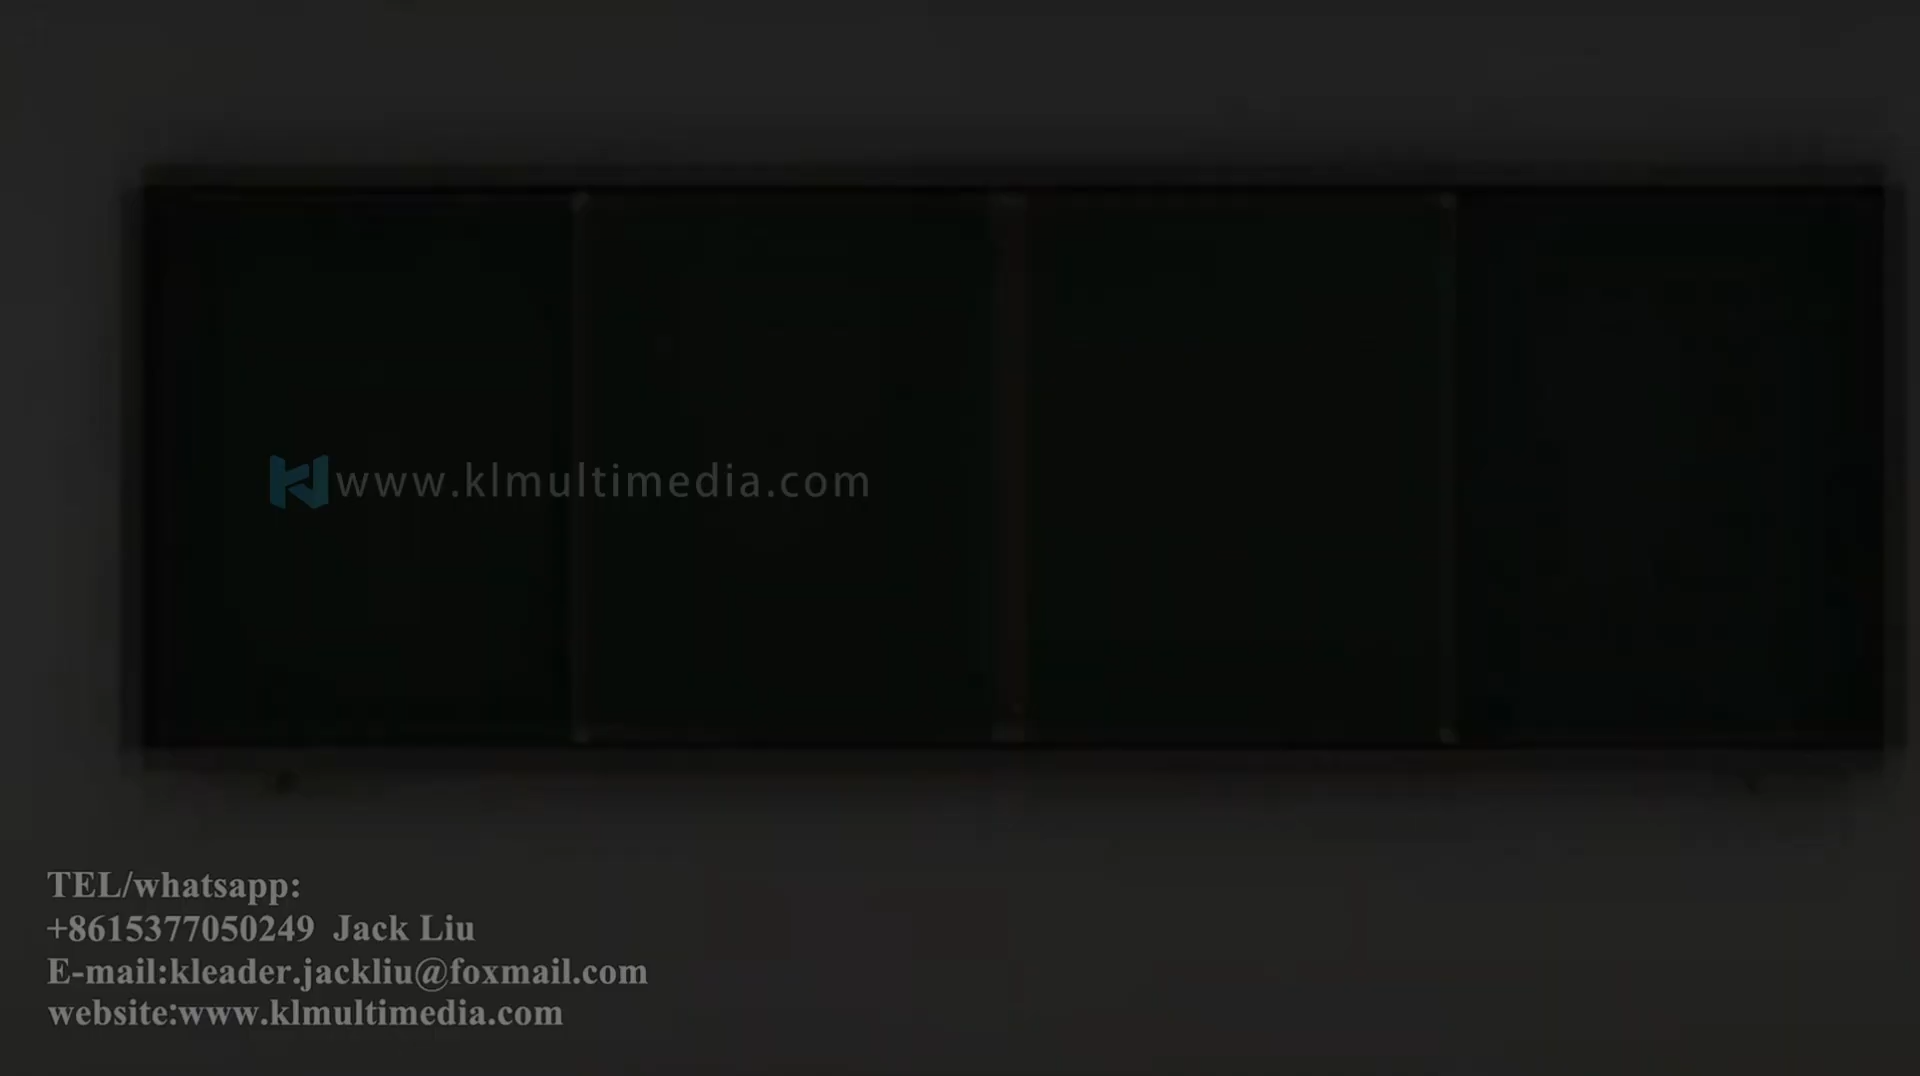 www.klmultimedia.com
TEL/whatsapp:
+8615377050249 Jack Liu
E-mail:kleader.jackliu@foxmail.com
website:www.klmultimedia.com